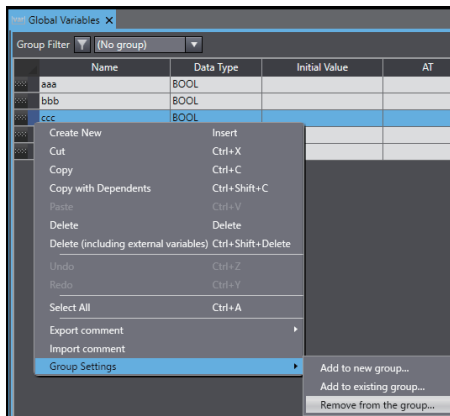 Global Variables X
Group Filter (No group)
Name Data Type Initial Value AT
aaa BOOL
bbb BOOL
ccc BOOL
Create New Insert
Cut Ctrl+X
Copy Ctrl+C
Copy with Dependents Ctrl+Shift+C
Paste Ctrl+V
Delete Delete
Delete (including external variables) Ctrl+Shift+Delete
Undo Ctrl+Z
Redo Ctrl+Y
Select All Ctrl+A
Export comment
Import comment
Group Settings
Add to new group...
Add to existing group...
Remove from the group...